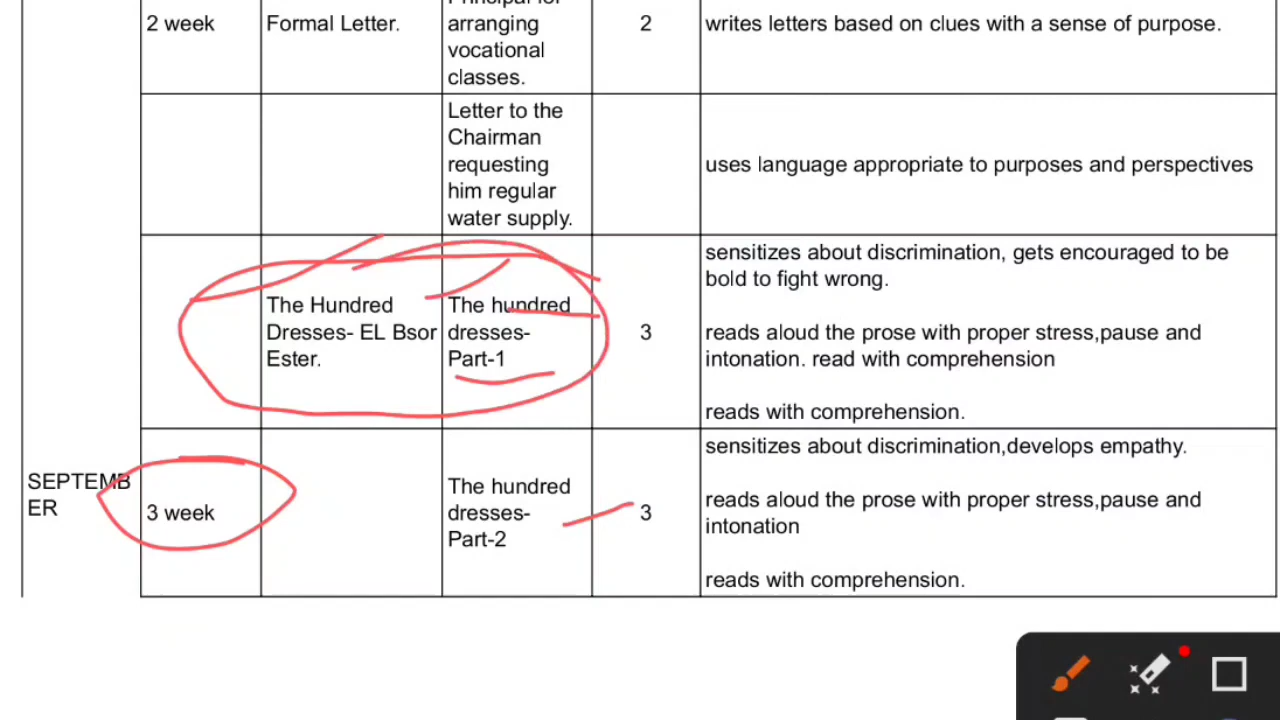 Principal for
2 week Formal Letter. arranging 2 writes letters based on clues with a sense of purpose.
vocational
classes.
Letter to the
Chairman
requesting uses language appropriate to purposes and perspectives
him regular
water supply.
sensitizes about discrimination, gets encouraged to be
bold to fight wrong.
The Hundred The hundred
Dresses- EL Bsor dresses- 3 reads aloud the prose with proper stress,pause and
Ester. Part-1 intonation. read with comprehension
reads with comprehension.
sensitizes about discrimination,develops empathy.
SEPTEMB The hundred
ER 3 week dresses- 3 reads aloud the prose with proper stress,pause and
Part-2 intonation
reads with comprehension.